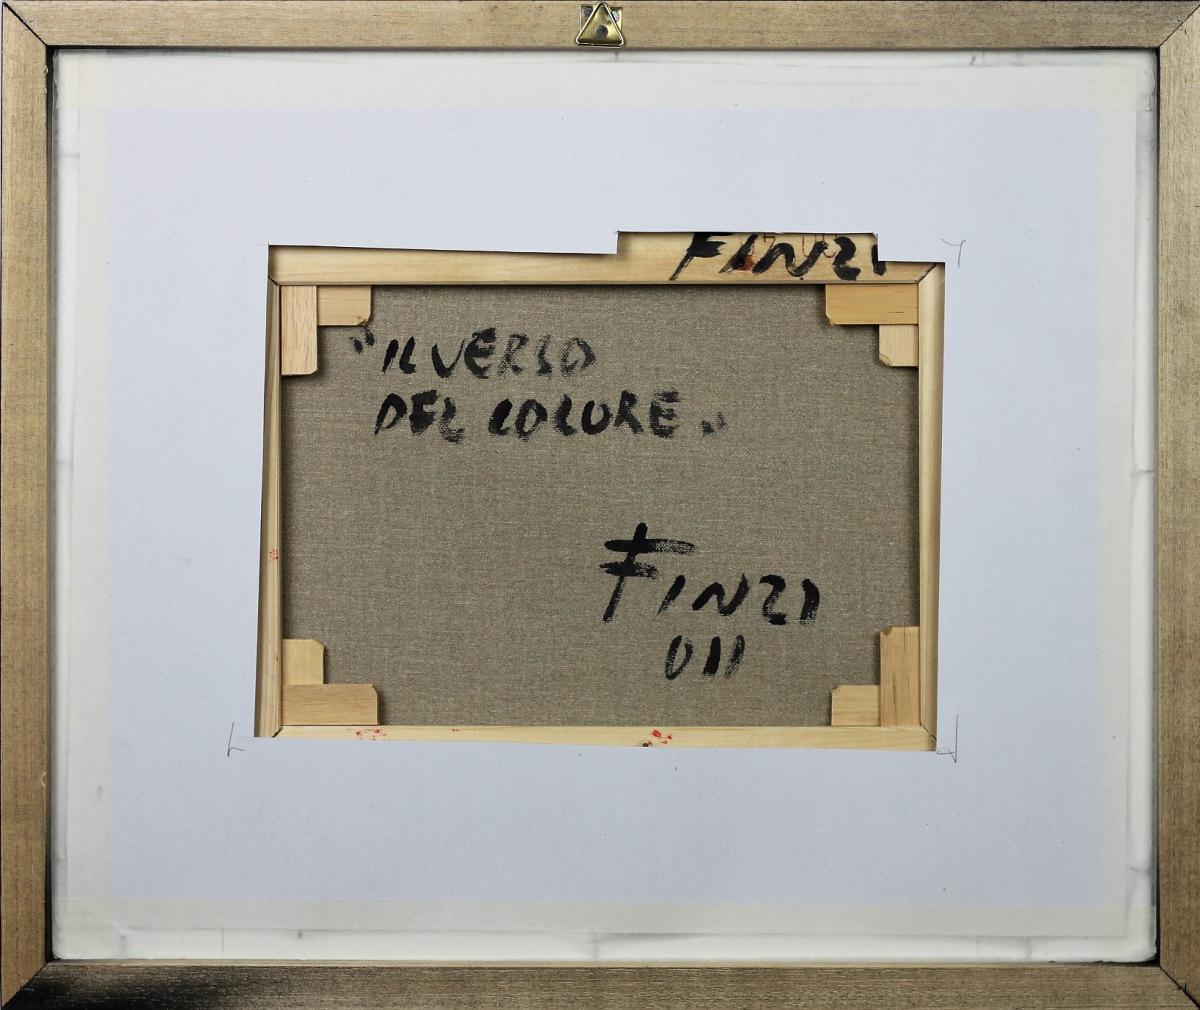 FINZI
"IL VERSO
DEL COLORE"
FINZI
011